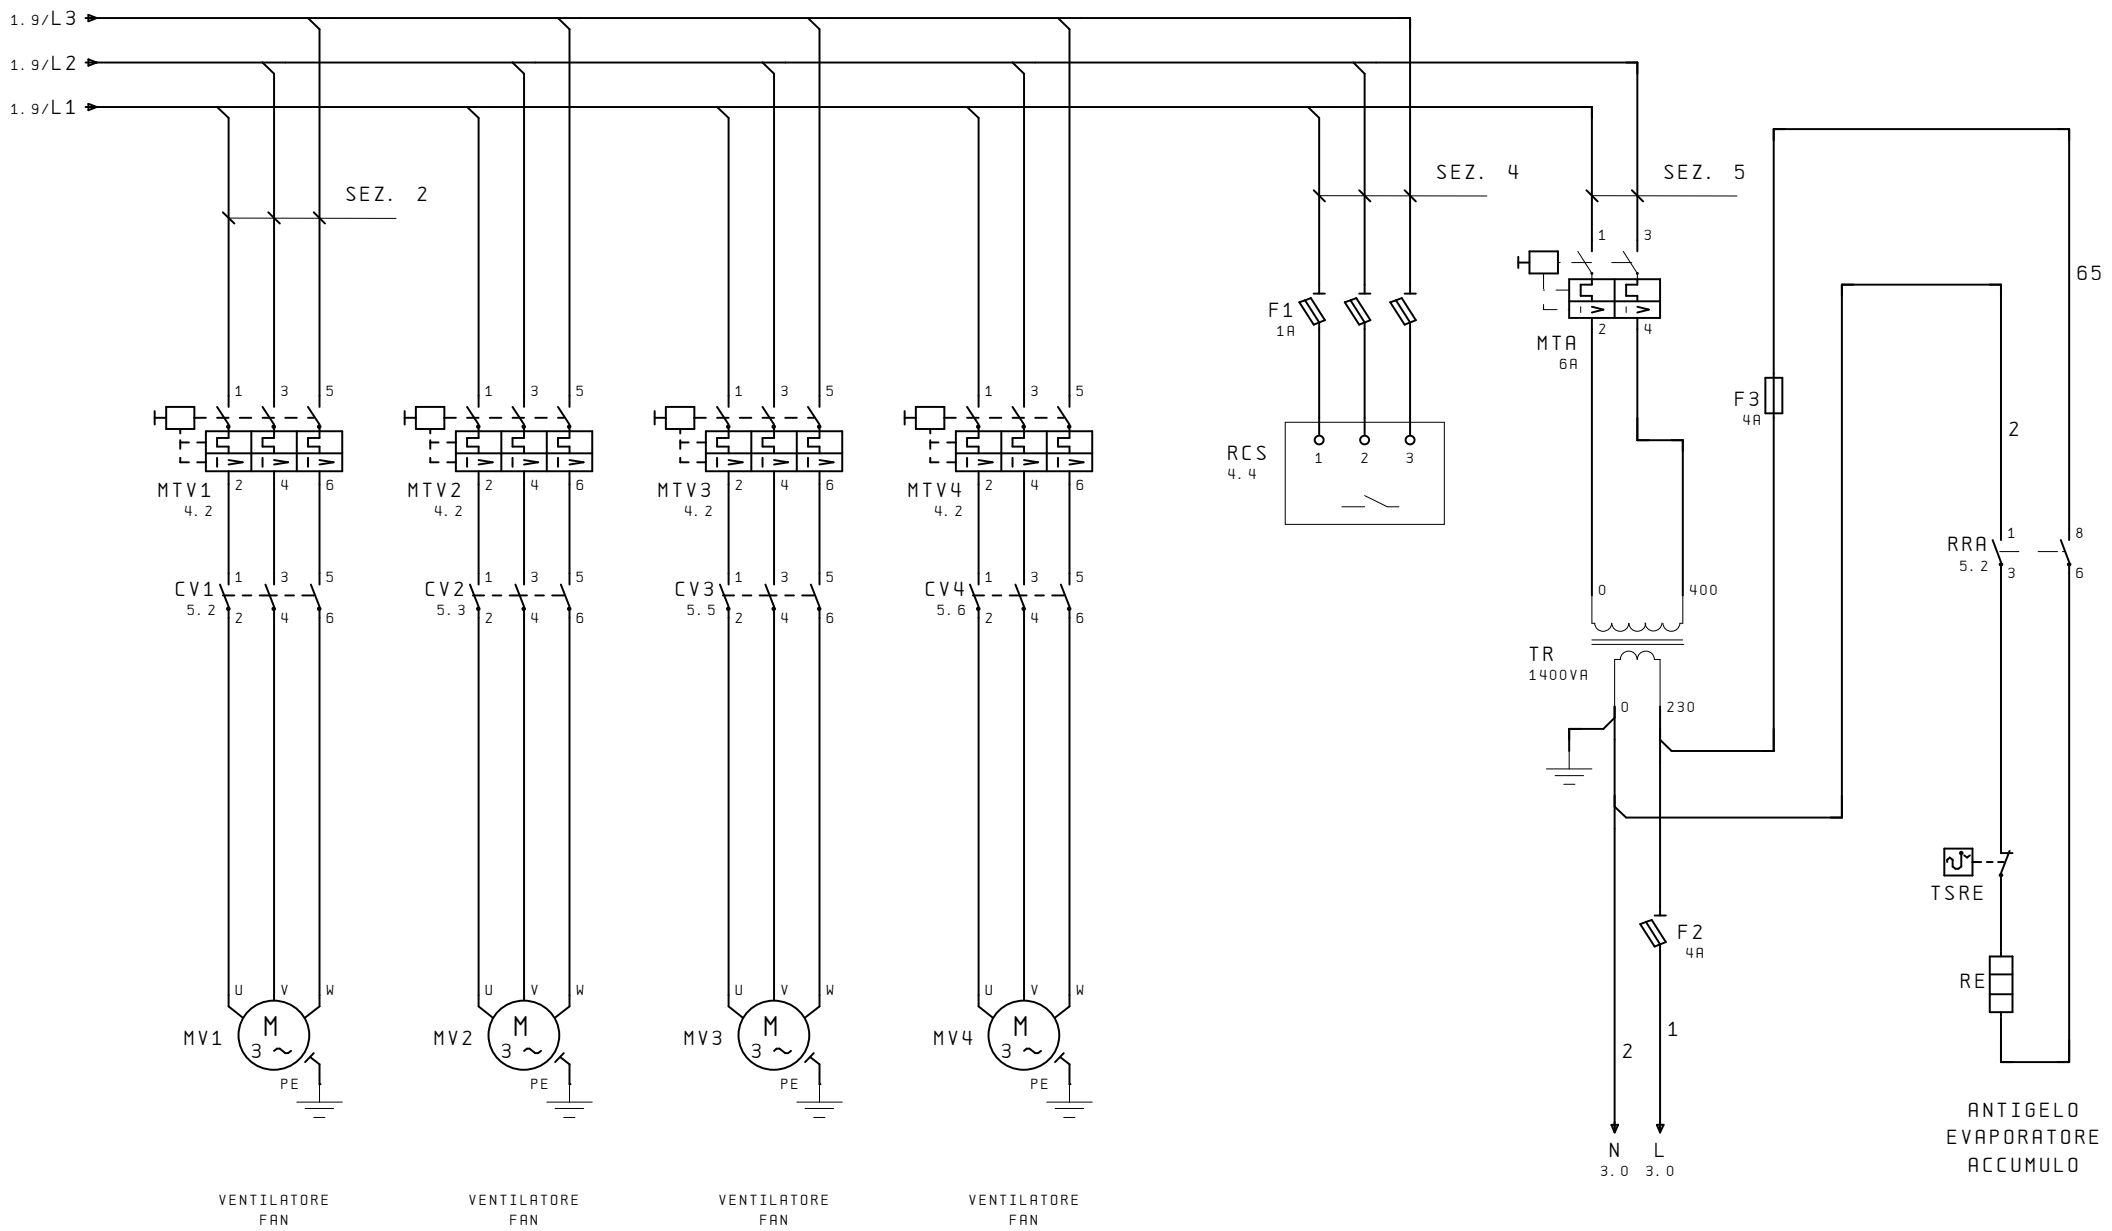 1.9/L3
1.9/L2
1.9/L1
SEZ. 2
SEZ. 4
SEZ. 5
1 3
65
F1
1A
2 4
MTA
6A
1 3 5
1 3 5
1 3 5
1 3 5
F3
4A
2
RCS
4.4
1 2 3
MTV1
4.2
2 4 6
MTV2
4.2
2 4 6
MTV3
4.2
2 4 6
MTV4
4.2
2 4 6
RRA
5.2
1
3
8
6
CV1
5.2
1 3 5
2 4 6
CV2
5.3
1 3 5
2 4 6
CV3
5.5
1 3 5
2 4 6
CV4
5.6
1 3 5
2 4 6
0 400
TR
1400VA
0 230
TSRE
F2
4A
RE
U V W
MV1
M
3 ~
PE
U V W
MV2
M
3 ~
PE
U V W
MV3
M
3 ~
PE
U V W
MV4
M
3 ~
PE
2
1
N L
3.0 3.0
ANTIGELO
EVAPORATORE
ACCUMULO
VENTILATORE
FAN
VENTILATORE
FAN
VENTILATORE
FAN
VENTILATORE
FAN